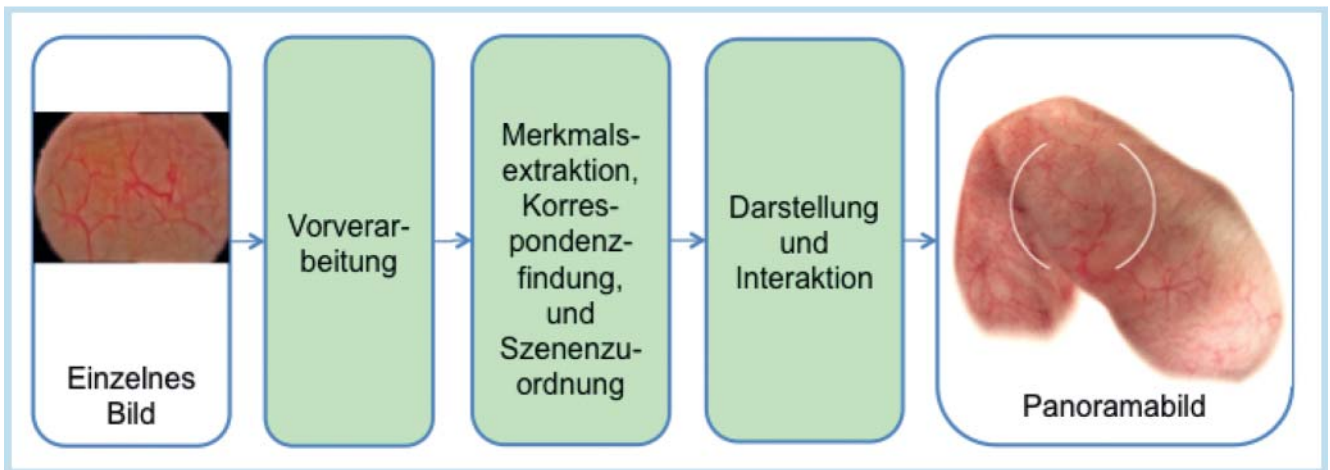 Einzelnes
Bild
Vorverar-
beitung
Merkmals-
extraktion,
Korres-
pondenz-
findung,
und
Szenenzu-
ordnung
Darstellung
und
Interaktion
Panoramabild